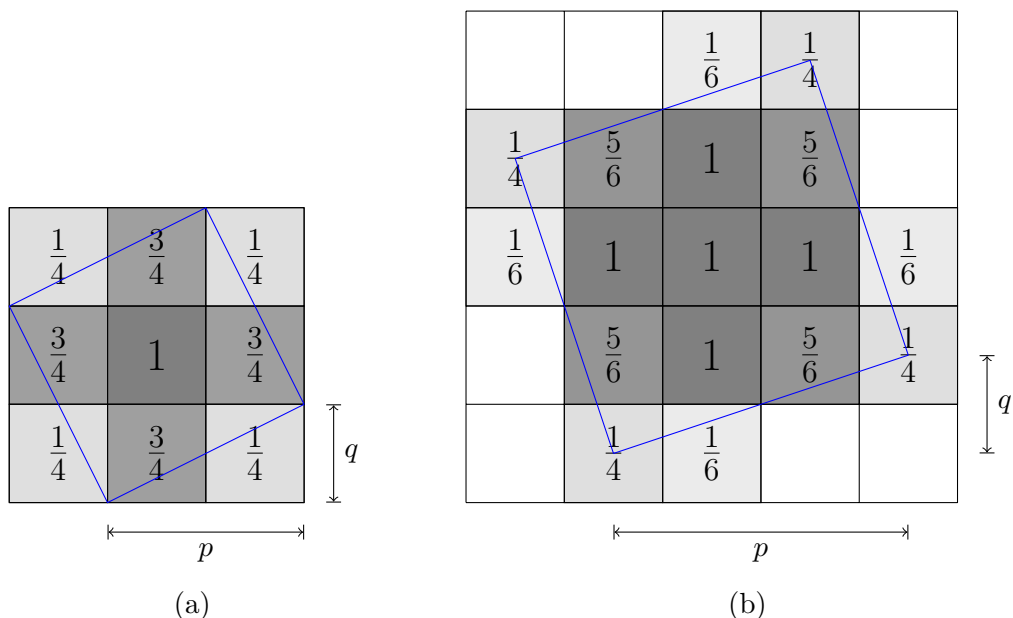 1/6 1/4
1/4 5/6 1 5/6
1/6 1 1 1 1/6
5/6 1 5/6 1/4
1/4 1/6
q
p
(b)
1/4 3/4 1/4
3/4 1 3/4
1/4 3/4 1/4
q
p
(a)